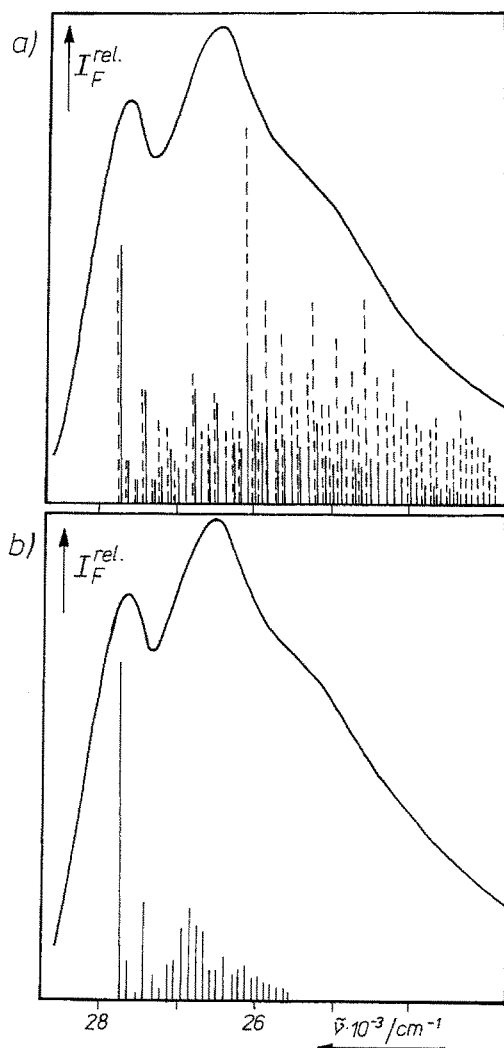 a)
I_F^rel.
b)
I_F^rel.
28 26 ṽ·10⁻³/cm⁻¹